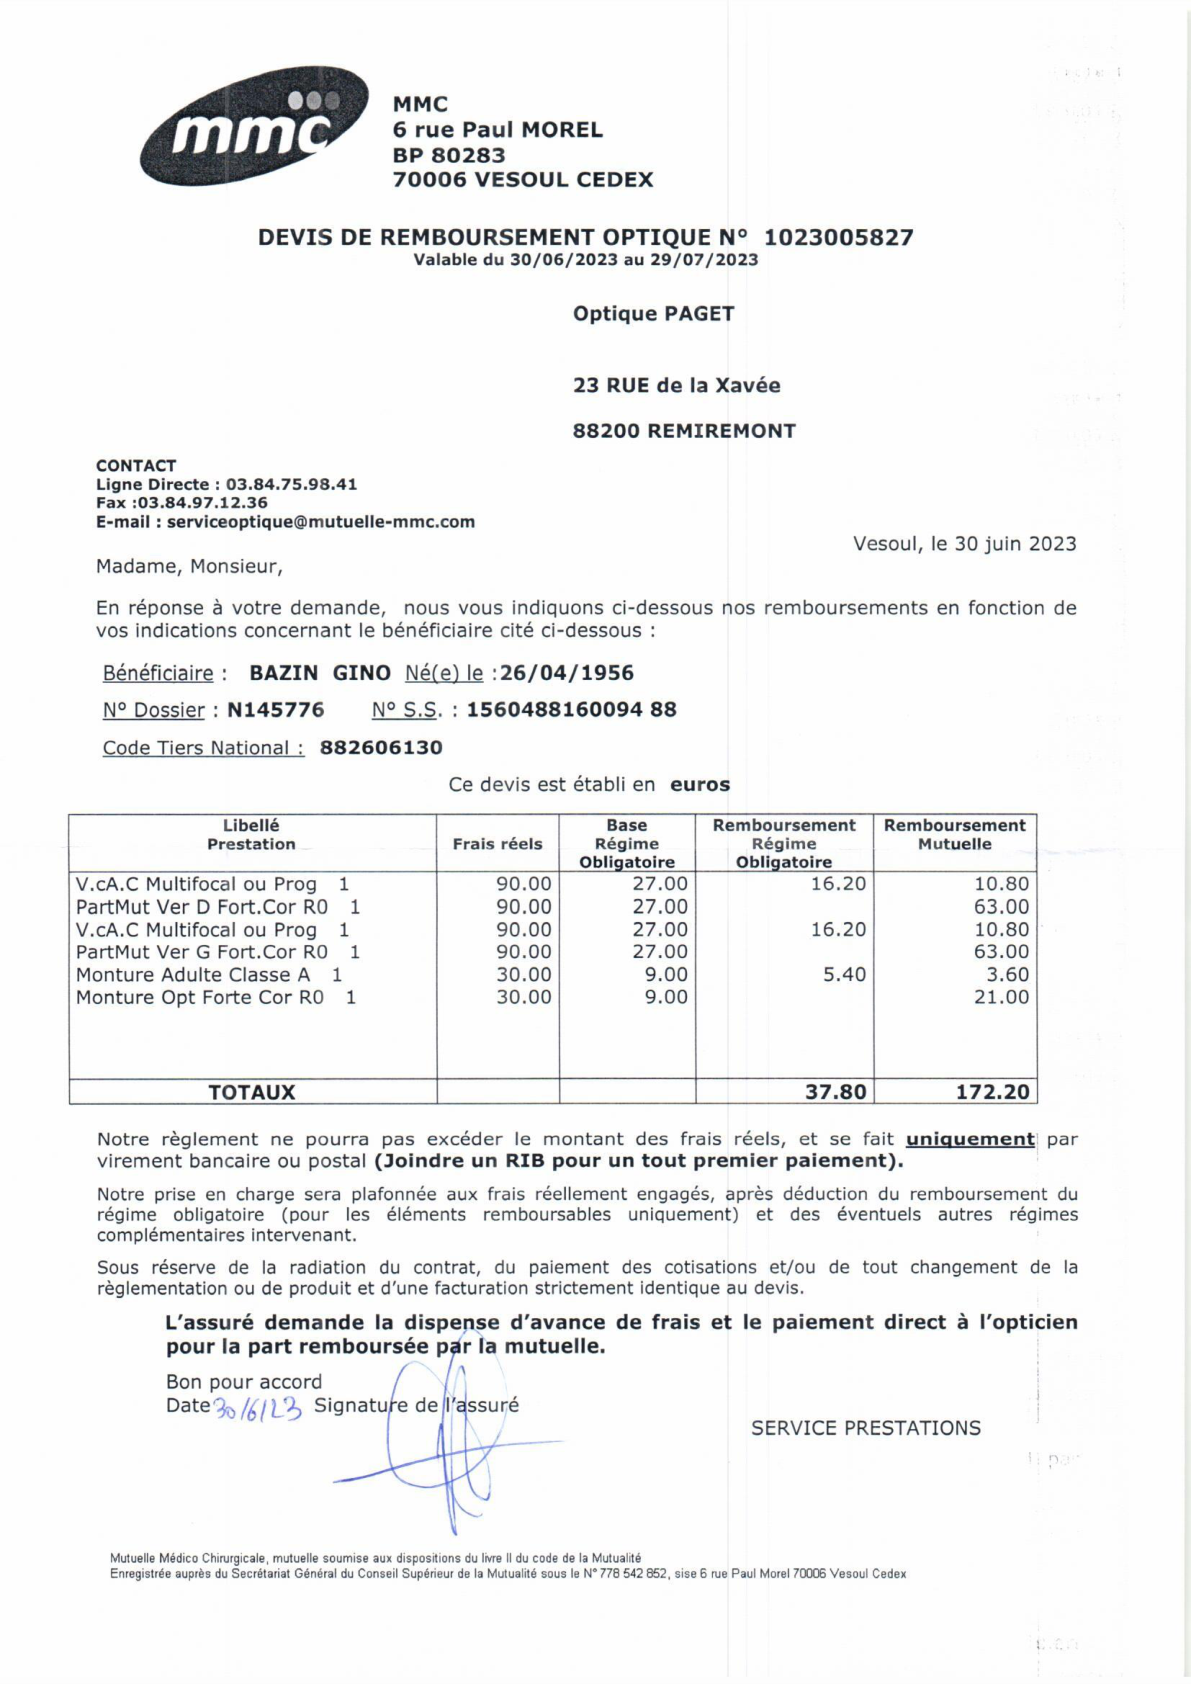 mmc
MMC
6 rue Paul MOREL
BP 80283
70006 VESOUL CEDEX
DEVIS DE REMBOURSEMENT OPTIQUE N° 1023005827
Valable du 30/06/2023 au 29/07/2023
Optique PAGET
23 RUE de la Xavée
88200 REMIREMONT
CONTACT
Ligne Directe : 03.84.75.98.41
Fax :03.84.97.12.36
E-mail : serviceoptique@mutuelle-mmc.com
Vesoul, le 30 juin 2023
Madame, Monsieur,
En réponse à votre demande, nous vous indiquons ci-dessous nos remboursements en fonction de
vos indications concernant le bénéficiaire cité ci-dessous :
Bénéficiaire : BAZIN GINO Né(e) le :26/04/1956
N° Dossier : N145776 N° S.S. : 1560488160094 88
Code Tiers National : 882606130
Ce devis est établi en euros
Libellé Prestation Frais réels Base Régime Obligatoire Remboursement Régime Obligatoire Remboursement Mutuelle
V.cA.C Multifocal ou Prog 1 90.00 27.00 16.20 10.80
PartMut Ver D Fort.Cor R0 1 90.00 27.00 63.00
V.cA.C Multifocal ou Prog 1 90.00 27.00 16.20 10.80
PartMut Ver G Fort.Cor R0 1 90.00 27.00 63.00
Monture Adulte Classe A 1 30.00 9.00 5.40 3.60
Monture Opt Forte Cor R0 1 30.00 9.00 21.00
TOTAUX 37.80 172.20
Notre règlement ne pourra pas excéder le montant des frais réels, et se fait uniquement par
virement bancaire ou postal (Joindre un RIB pour un tout premier paiement).
Notre prise en charge sera plafonnée aux frais réellement engagés, après déduction du remboursement du
régime obligatoire (pour les éléments remboursables uniquement) et des éventuels autres régimes
complémentaires intervenant.
Sous réserve de la radiation du contrat, du paiement des cotisations et/ou de tout changement de la
règlementation ou de produit et d'une facturation strictement identique au devis.
L'assuré demande la dispense d'avance de frais et le paiement direct à l'opticien
pour la part remboursée par la mutuelle.
Bon pour accord
Date 30/6/23 Signature de l'assuré
SERVICE PRESTATIONS
Mutuelle Médico Chirurgicale, mutuelle soumise aux dispositions du livre II du code de la Mutualité
Enregistrée auprès du Secrétariat Général du Conseil Supérieur de la Mutualité sous le N° 778 542 852, sise 6 rue Paul Morel 70006 Vesoul Cedex